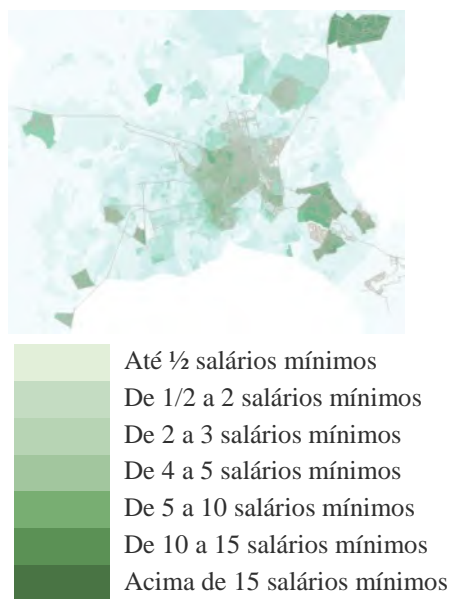 Até ½ salários mínimos
De 1/2 a 2 salários mínimos
De 2 a 3 salários mínimos
De 4 a 5 salários mínimos
De 5 a 10 salários mínimos
De 10 a 15 salários mínimos
Acima de 15 salários mínimos